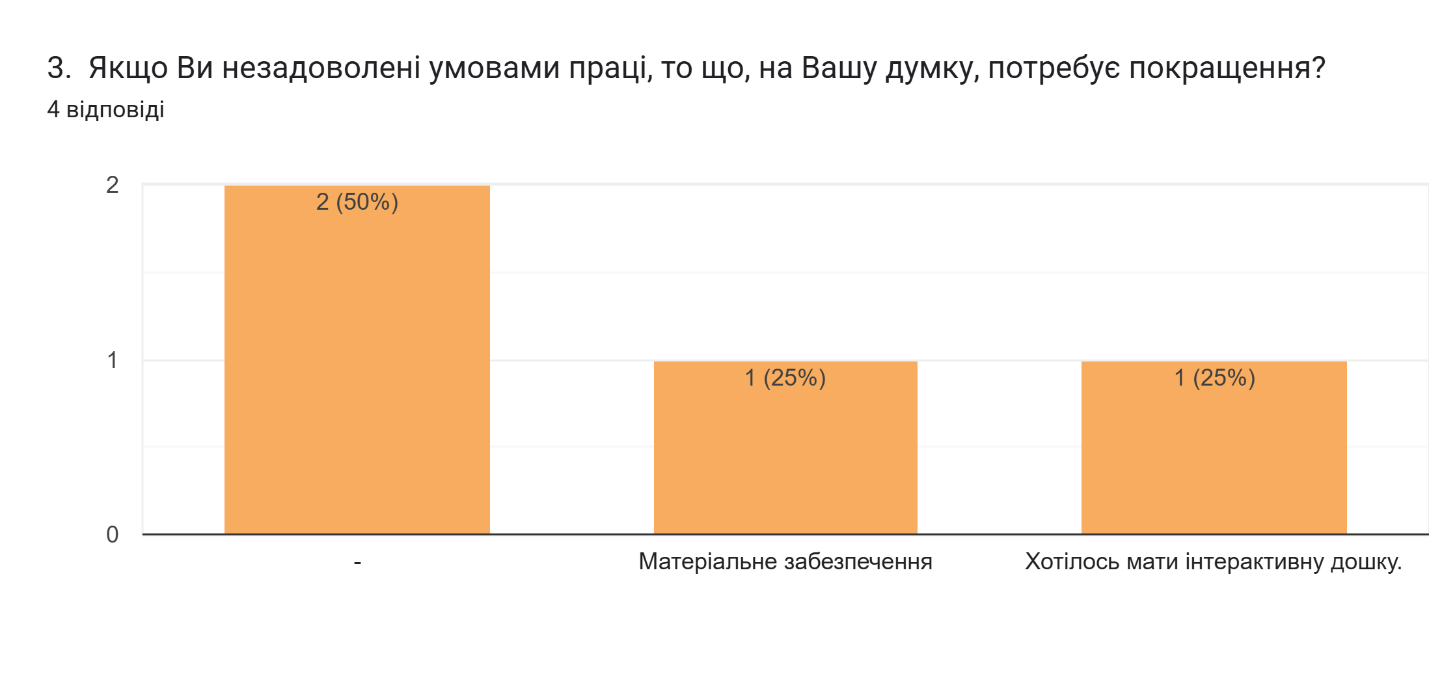 3.  Якщо Ви незадоволені умовами праці, то що, на Вашу думку, потребує покращення?
4 відповіді
2
2 (50%)
1
1 (25%)
1 (25%)
0
-
Матеріальне забезпечення
Хотілось мати інтерактивну дошку.